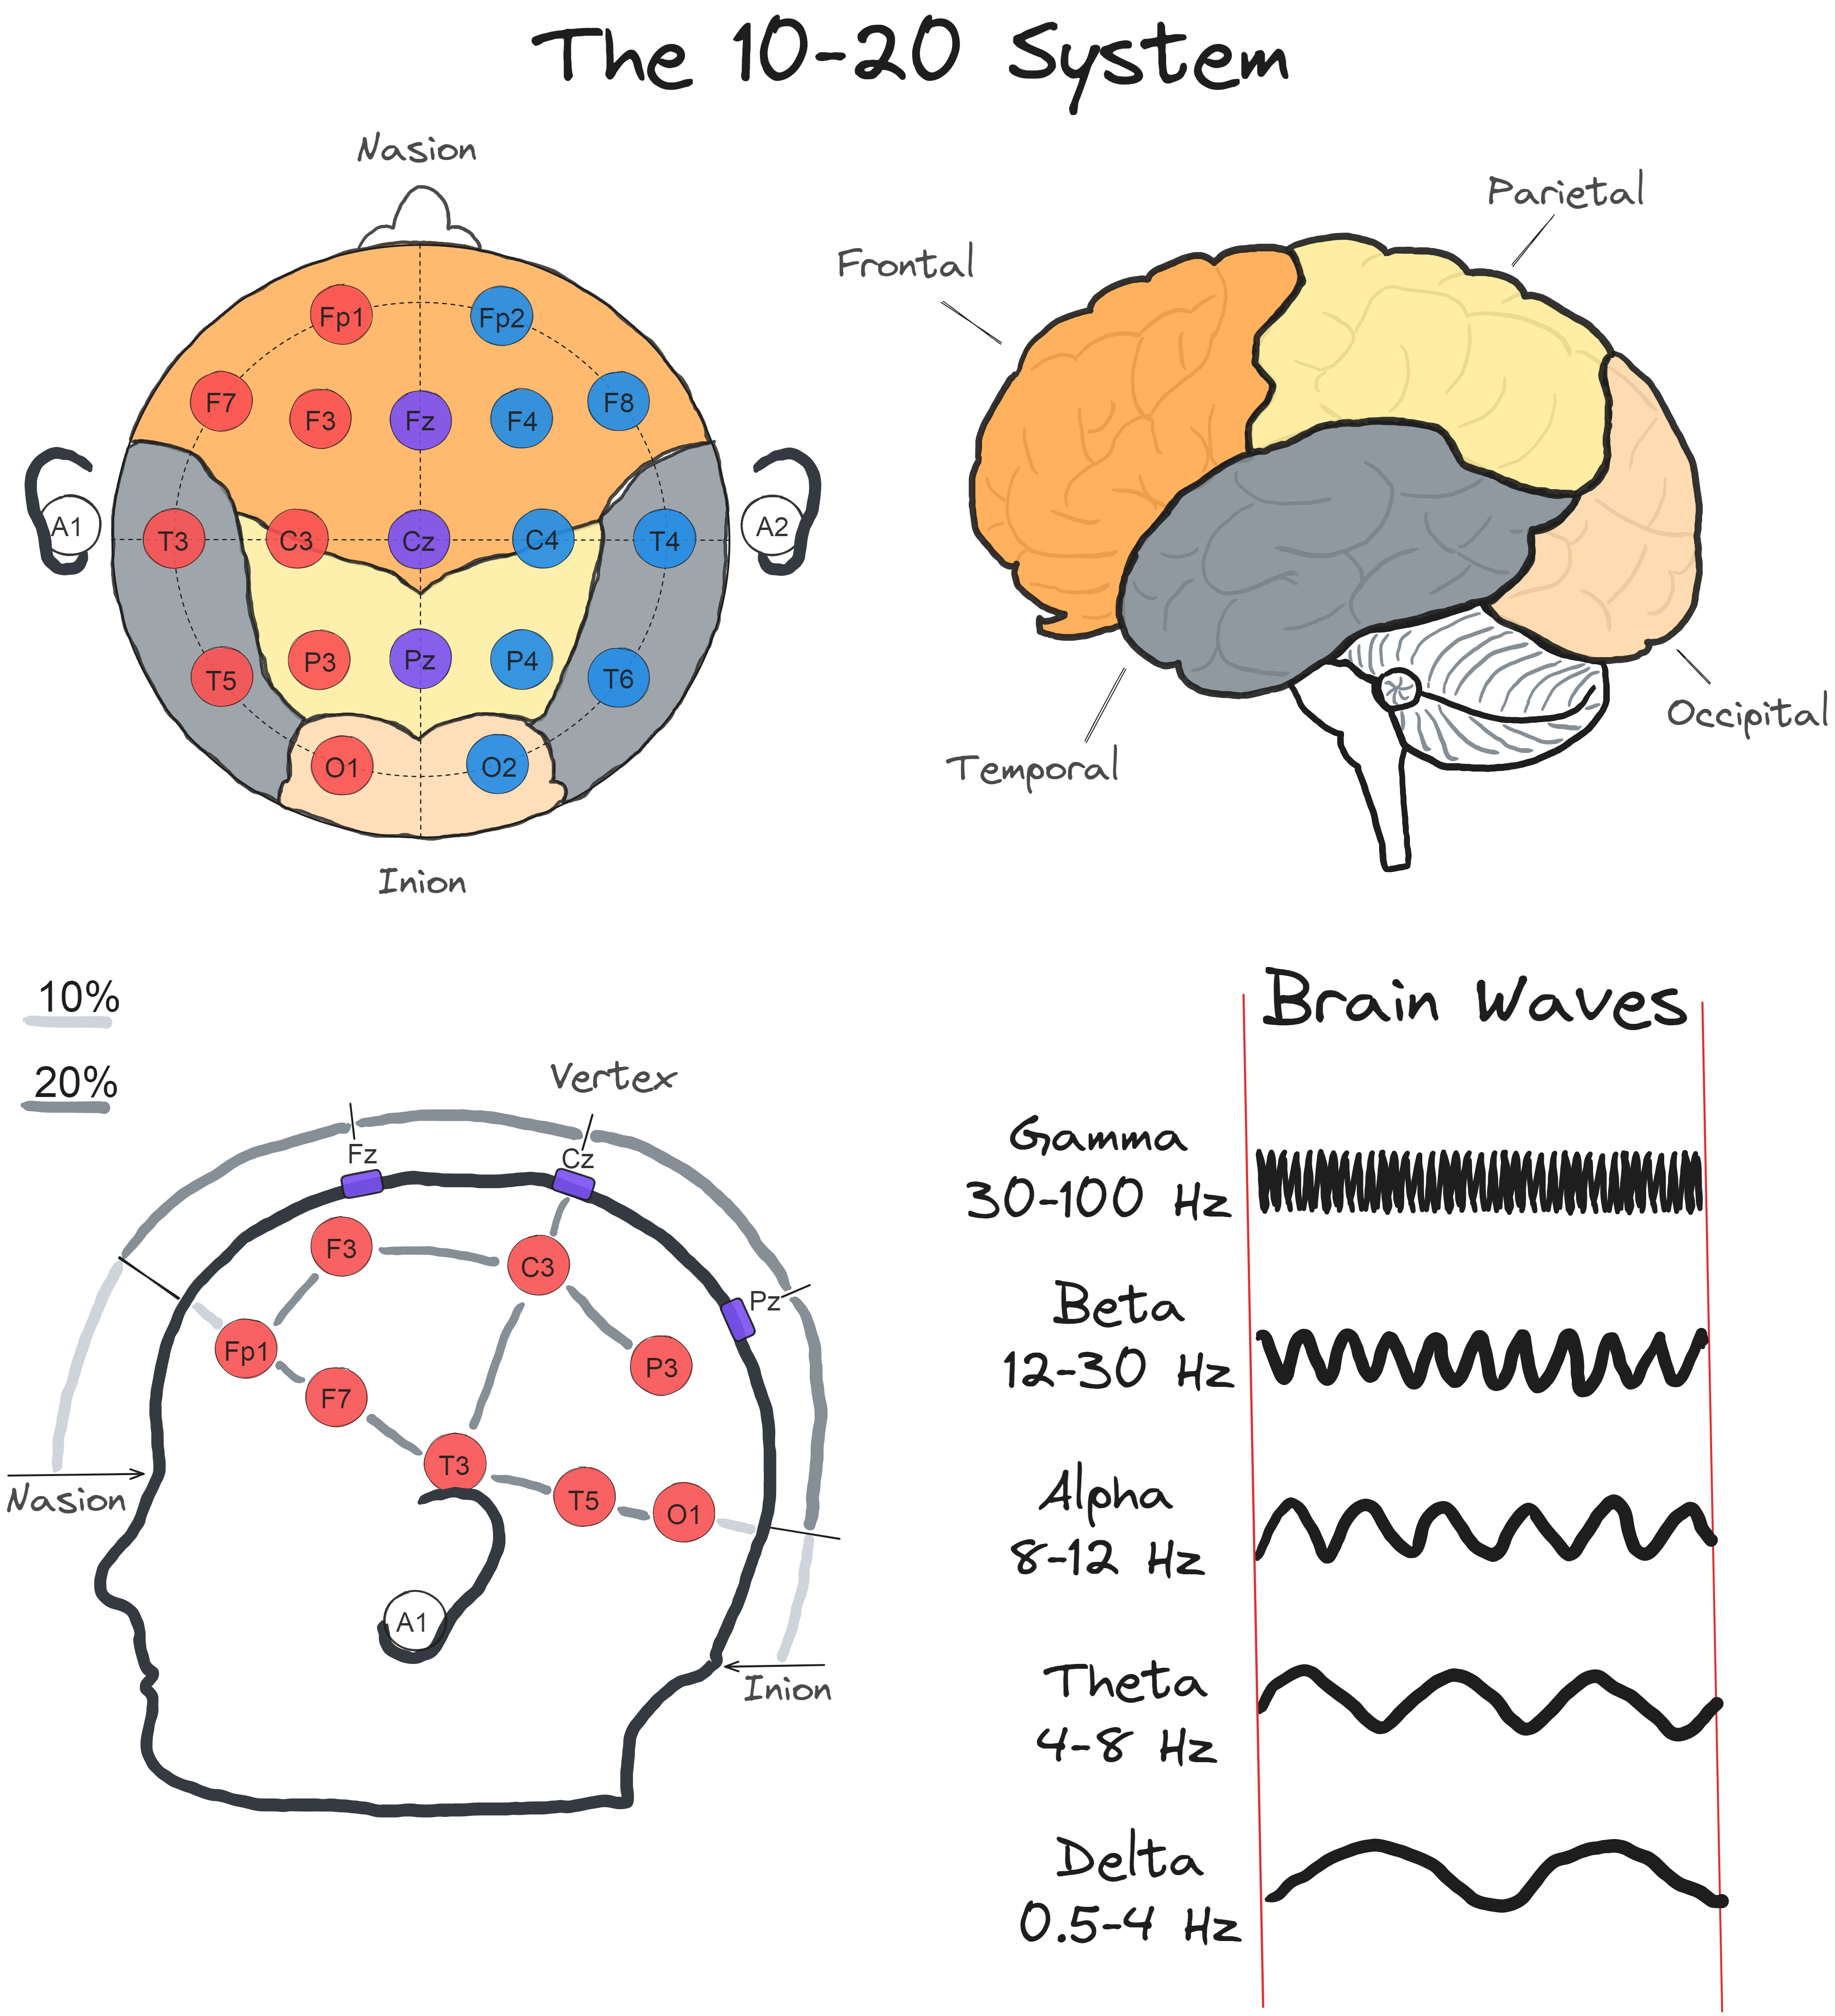 The 10-20 System
Nasion
Fp1 Fp2
F7 F3 Fz F4 F8
A1 T3 C3 Cz C4 T4 A2
T5 P3 Pz P4 T6
O1 O2
Inion
Parietal
Frontal
Temporal
Occipital
10%
20%
Vertex
Fz
Cz
F3
C3
Pz
Fp1
P3
F7
T3
Nasion
T5
O1
A1
Inion
Brain Waves
Gamma
30-100 Hz
Beta
12-30 Hz
Alpha
8-12 Hz
Theta
4-8 Hz
Delta
0.5-4 Hz